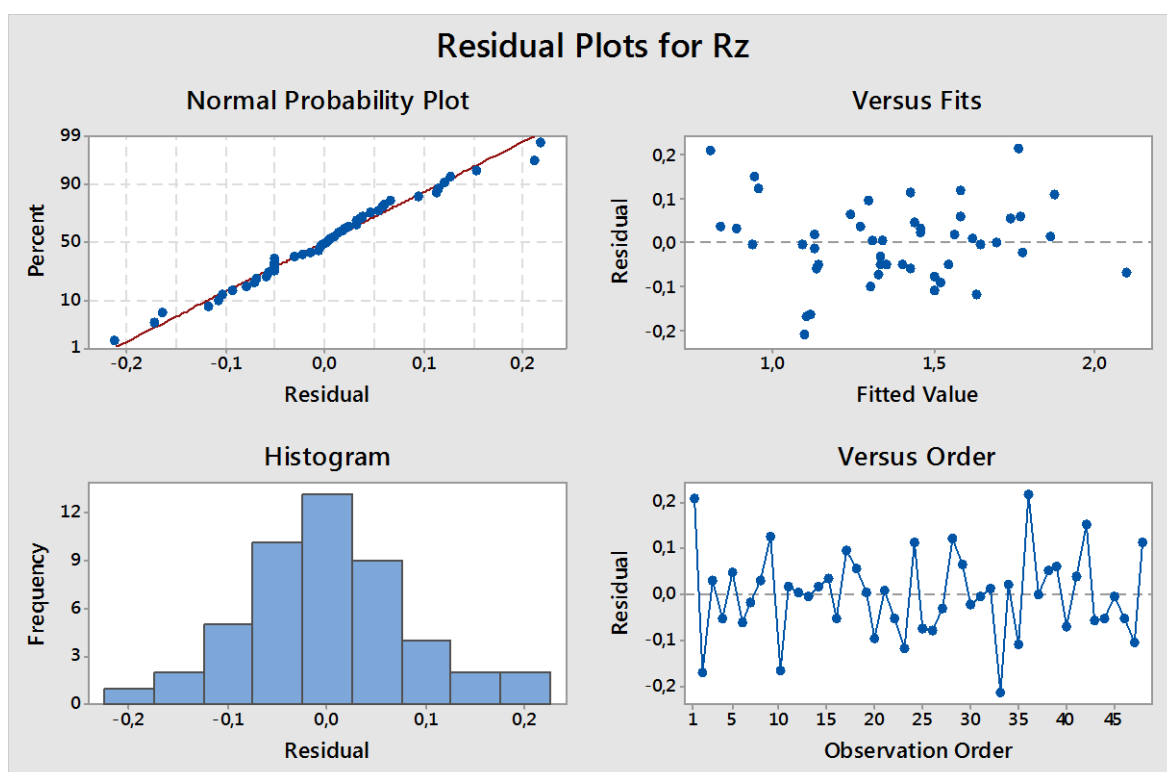 Residual Plots for Rz
Normal Probability Plot
99
90
50
10
1
Percent
-0,2 -0,1 0,0 0,1 0,2
Residual
Versus Fits
0,2
0,1
0,0
-0,1
-0,2
Residual
1,0 1,5 2,0
Fitted Value
Histogram
12
9
6
3
0
Frequency
-0,2 -0,1 0,0 0,1 0,2
Residual
Versus Order
0,2
0,1
0,0
-0,1
-0,2
Residual
1 5 10 15 20 25 30 35 40 45
Observation Order